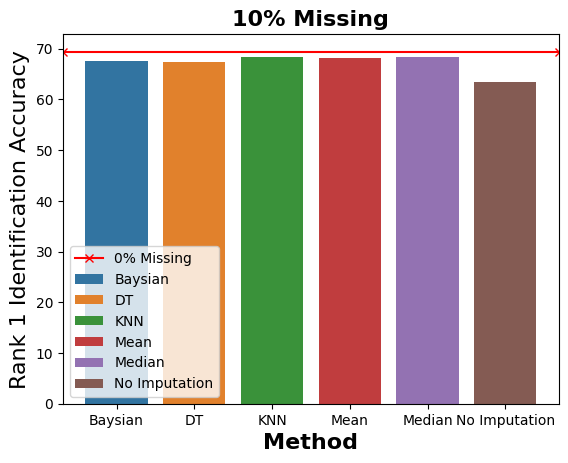 10% Missing
Rank 1 Identification Accuracy
70
60
50
40
30
20
10
0
0% Missing
Baysian
DT
KNN
Mean
Median
No Imputation
Baysian DT KNN Mean Median No Imputation
Method